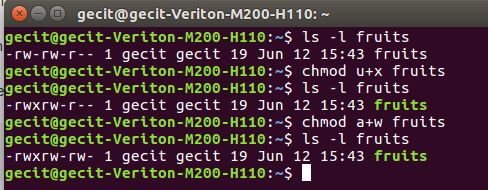 gecit@gecit-Veriton-M200-H110: ~
gecit@gecit-Veriton-M200-H110:~$ ls -l fruits
-rw-rw-r-- 1 gecit gecit 19 Jun 12 15:43 fruits
gecit@gecit-Veriton-M200-H110:~$ chmod u+x fruits
gecit@gecit-Veriton-M200-H110:~$ ls -l fruits
-rwxrw-r-- 1 gecit gecit 19 Jun 12 15:43 fruits
gecit@gecit-Veriton-M200-H110:~$ chmod a+w fruits
gecit@gecit-Veriton-M200-H110:~$ ls -l fruits
-rwxrw-rw- 1 gecit gecit 19 Jun 12 15:43 fruits
gecit@gecit-Veriton-M200-H110:~$